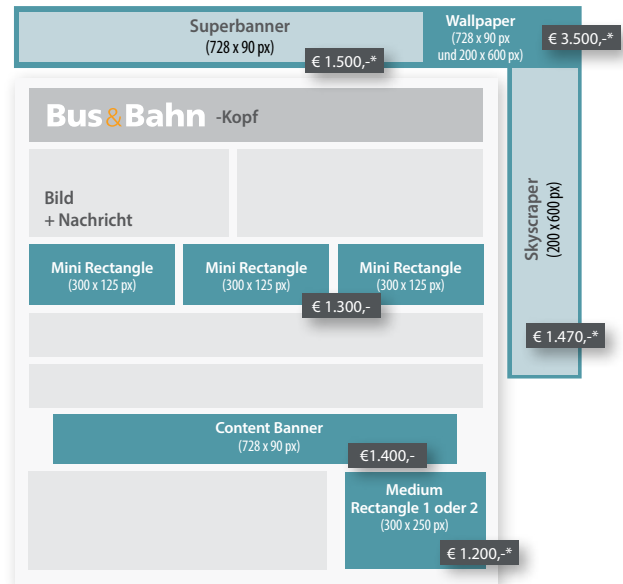 Superbanner
(728 x 90 px)
€ 1.500,-*
Wallpaper
(728 x 90 px
und 200 x 600 px)
€ 3.500,-*
Bus&Bahn -Kopf
Bild
+ Nachricht
Skyscraper
(200 x 600 px)
€ 1.470,-*
Mini Rectangle
(300 x 125 px)
Mini Rectangle
(300 x 125 px)
Mini Rectangle
(300 x 125 px)
€ 1.300,-
Content Banner
(728 x 90 px)
€1.400,-
Medium
Rectangle 1 oder 2
(300 x 250 px)
€ 1.200,-*